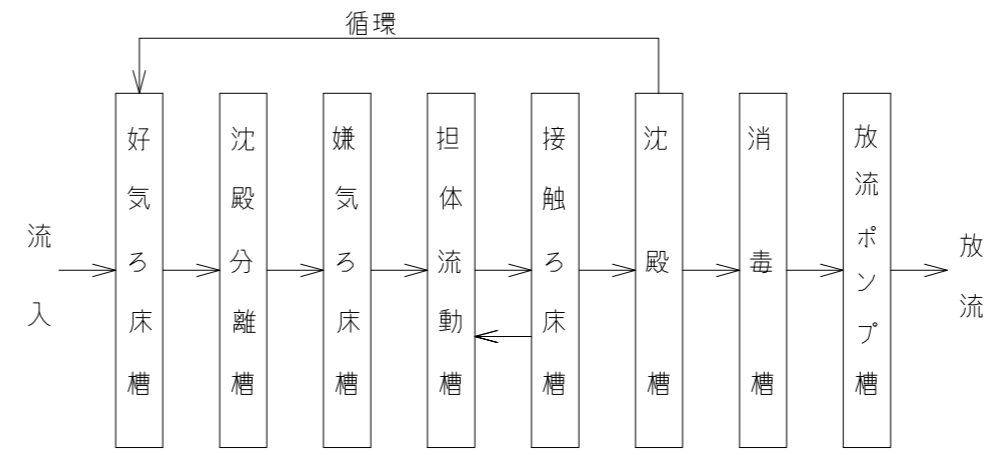 循環
流入
好気ろ床槽
沈殿分離槽
嫌気ろ床槽
担体流動槽
接触ろ床槽
沈殿槽
消毒槽
放流ポンプ槽
放流